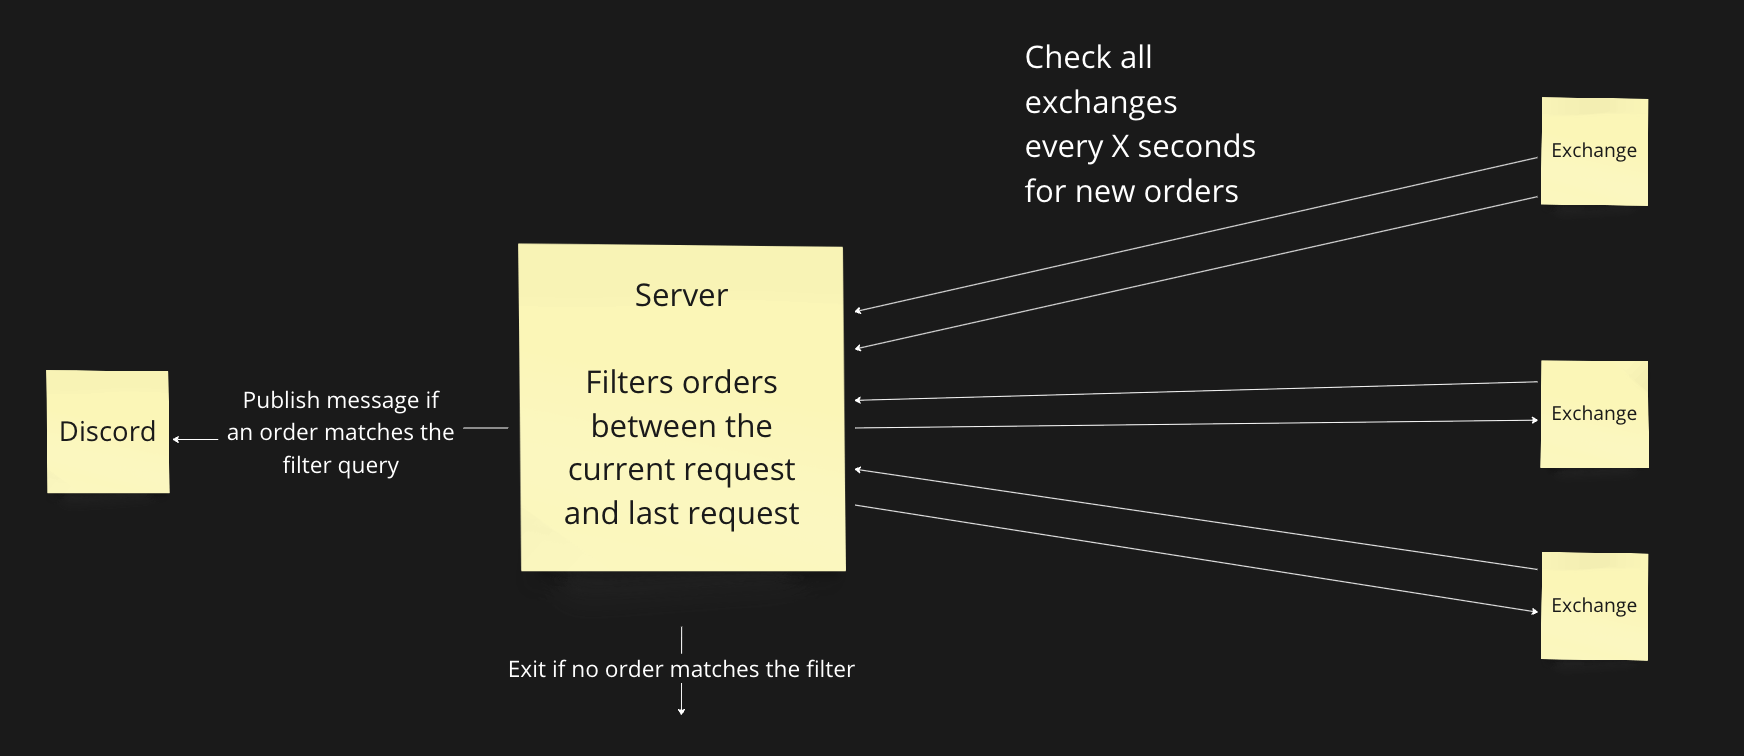 Check all
exchanges
every X seconds
for new orders
Exchange
Server
Filters orders
between the
current request
and last request
Publish message if
an order matches the
filter query
Discord
Exchange
Exchange
Exit if no order matches the filter